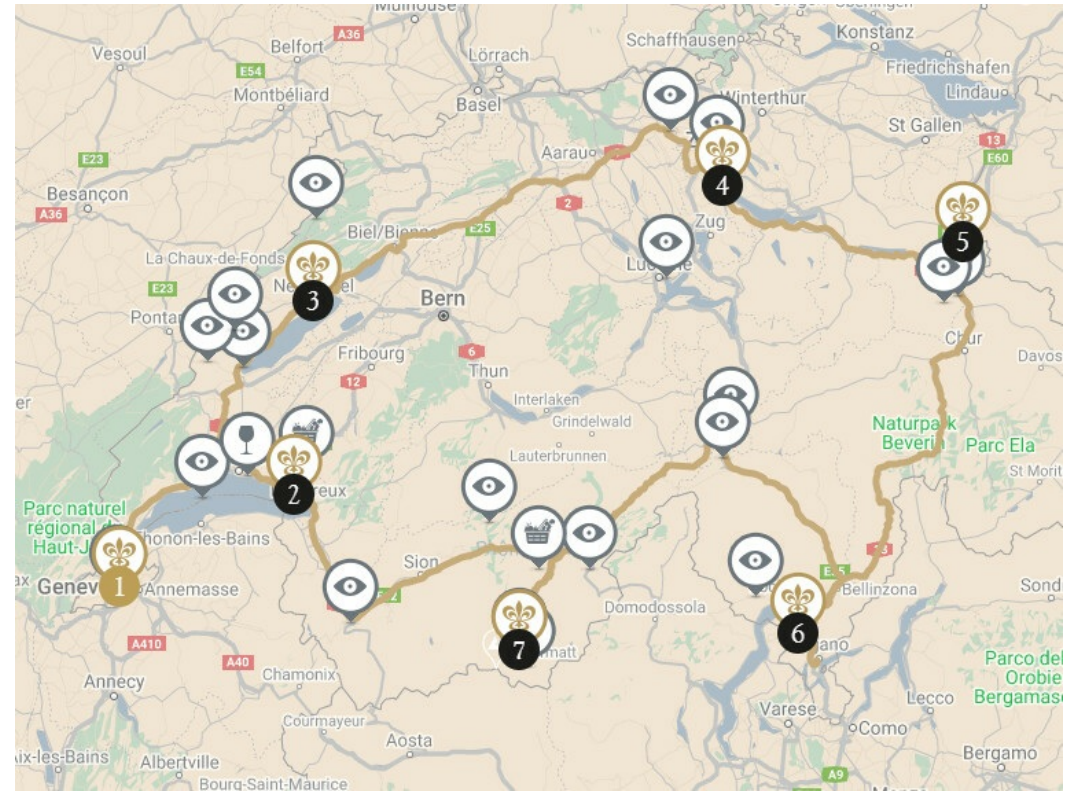 Mulhouse
A36
Schaffhausen
Konstanz
Vesoul
Belfort
Lörrach
Friedrichshafen
E54
Montbéliard
Basel
Winterthur
Lindau
St Gallen
13
E60
Aarau
E23
Besançon
A36
2
4
Zug
Biel/Bienne
E25
5
La Chaux-de-Fonds
E23
3
Bern
Chur
Fribourg
6
Thun
Davos
12
Interlaken
Grindelwald
Naturpark
Beverin
Parc Ela
Lauterbrunnen
St Morit
2
Parc naturel
régional
Haut-J
Thonon-les-Bains
Sion
E35
Genev
1
Annemasse
Domodossola
Bellinzona
Sond
6
A410
7
Parco del
Orobie
Bergamas
A40
Chamonix
Annecy
Lecco
Varese
Courmayeur
Como
Aosta
Aix-les-Bains
Albertville
Bergamo
A9
Bourg-Saint-Maurice